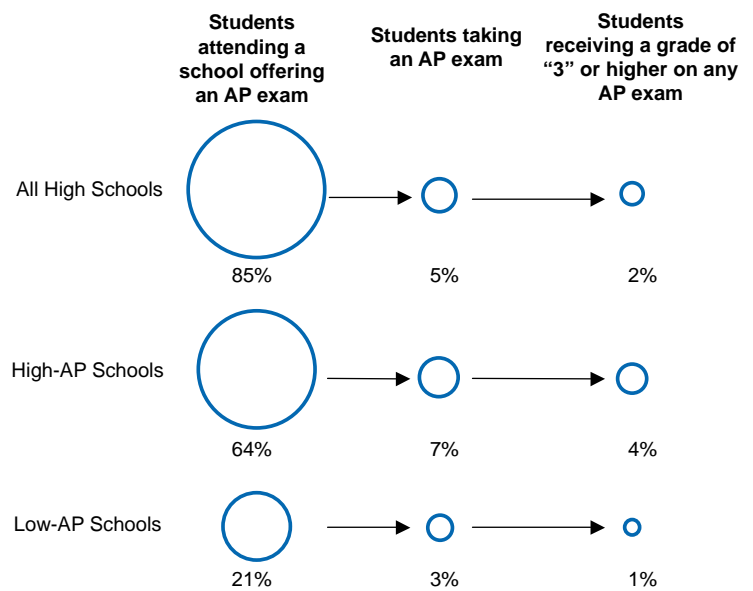 Students
attending a
school offering
an AP exam
Students taking
an AP exam
Students
receiving a grade of
“3” or higher on any
AP exam
All High Schools
85%
5%
2%
High-AP Schools
64%
7%
4%
Low-AP Schools
21%
3%
1%